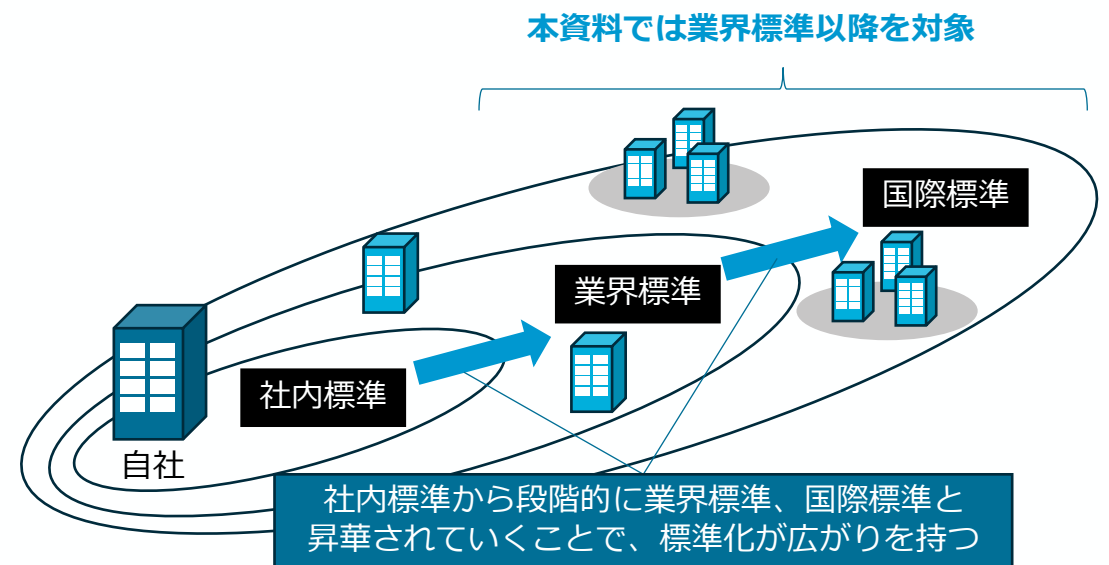 本資料では業界標準以降を対象
国際標準
業界標準
社内標準
自社
社内標準から段階的に業界標準、国際標準と
昇華されていくことで、標準化が広がりを持つ